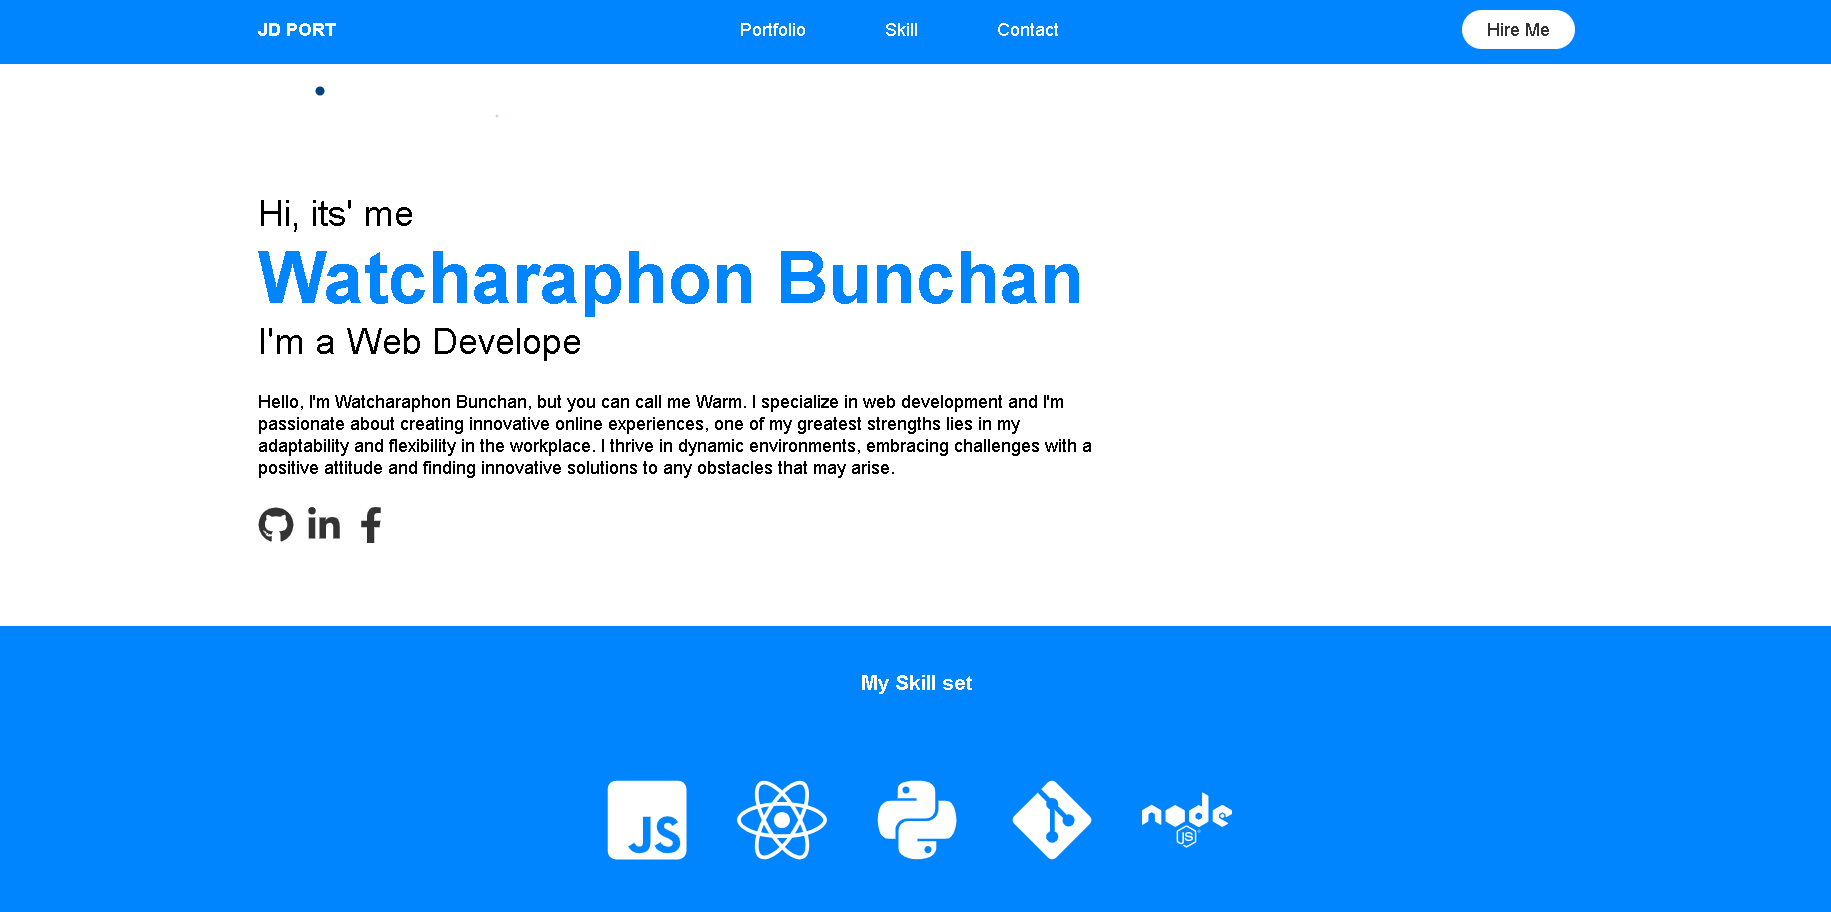 JD PORT
Portfolio
Skill
Contact
Hire Me
Hi, its' me
Watcharaphon Bunchan
I'm a Web Develope
Hello, I'm Watcharaphon Bunchan, but you can call me Warm. I specialize in web development and I'm
passionate about creating innovative online experiences, one of my greatest strengths lies in my
adaptability and flexibility in the workplace. I thrive in dynamic environments, embracing challenges with a
positive attitude and finding innovative solutions to any obstacles that may arise.
in
f
My Skill set
JS
node
JS